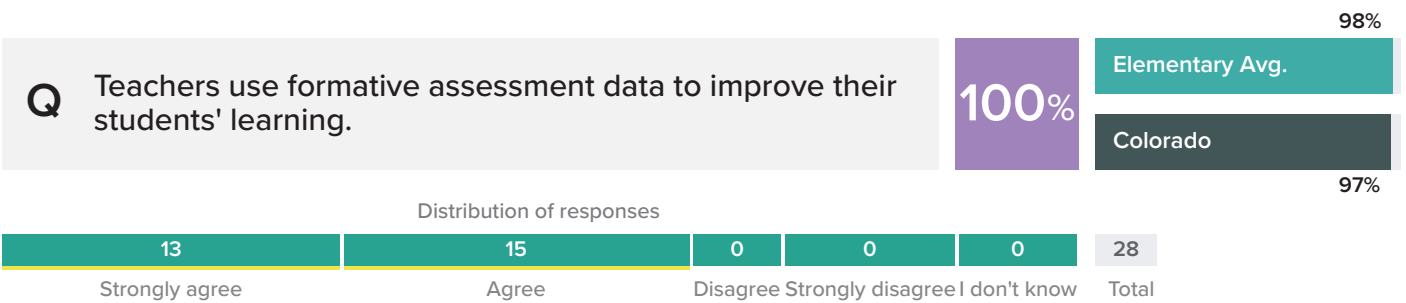 98%
Q
Teachers use formative assessment data to improve their
students' learning.
100%
Elementary Avg.
Colorado
97%
Distribution of responses
13 15 0 0 0 28
Strongly agree Agree Disagree Strongly disagree I don't know Total